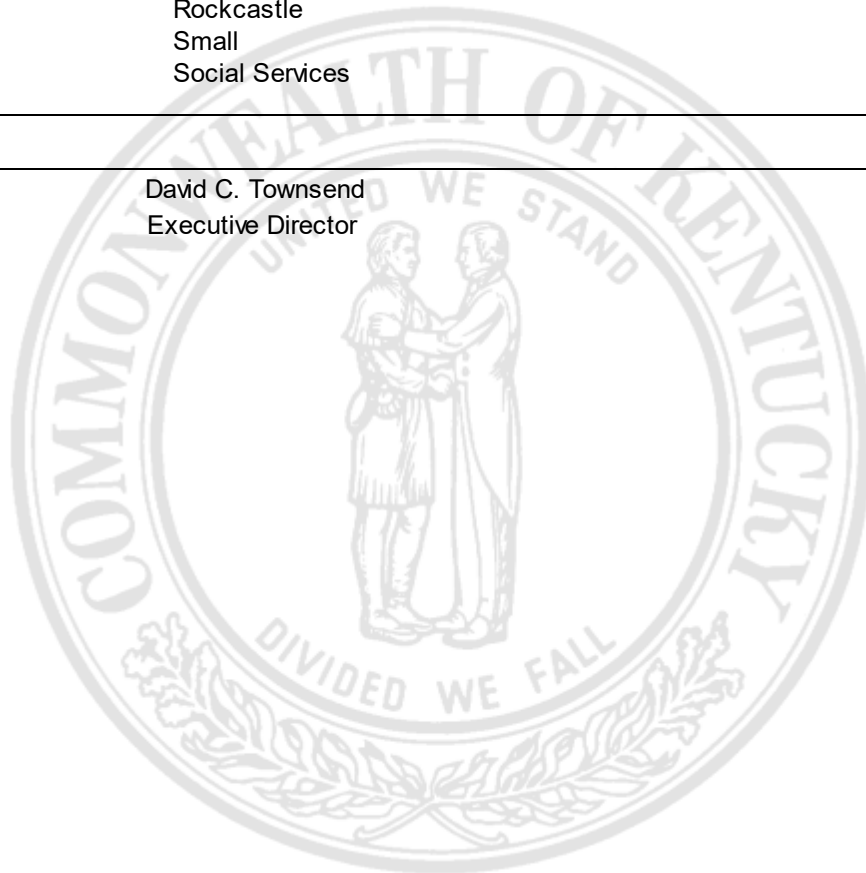 Rockcastle
Small
Social Services
David C. Townsend
Executive Director
COMMONWEALTH OF KENTUCKY
UNITED WE STAND
DIVIDED WE FALL